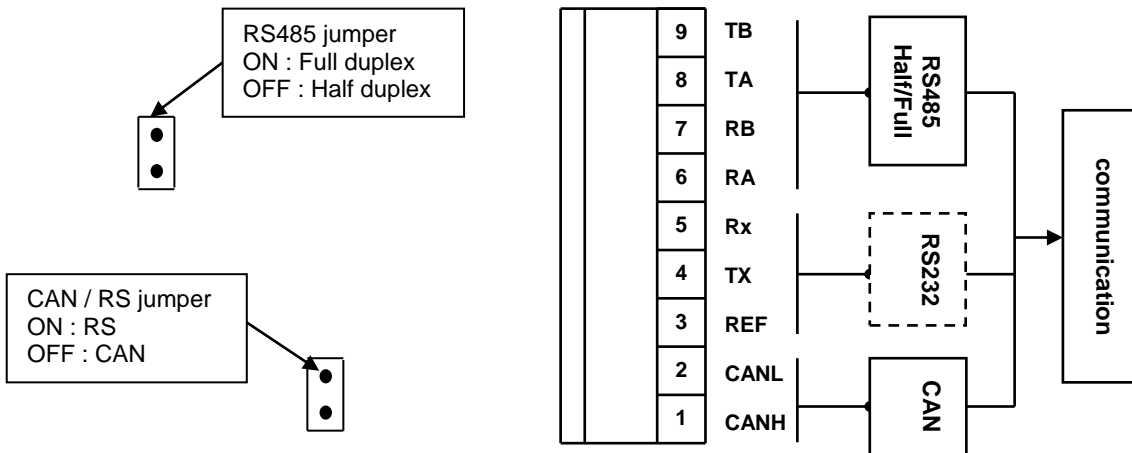 RS485 jumper
ON : Full duplex
OFF : Half duplex
CAN / RS jumper
ON : RS
OFF : CAN
9 TB
8 TA
7 RB
6 RA
5 Rx
4 TX
3 REF
2 CANL
1 CANH
RS485
Half/Full
RS232
CAN
communication